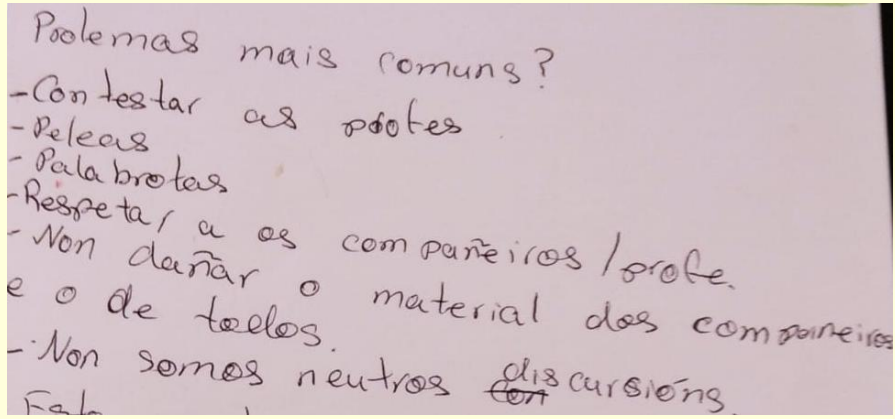 Poolemas mais comuns?
- Contestar as profes
- Peleas
- Palabrotas
- Respetar a os compañeiros / profe.
- Non dañar o material dos compañeiros
e o de todos.
- Non somos neutros discursións